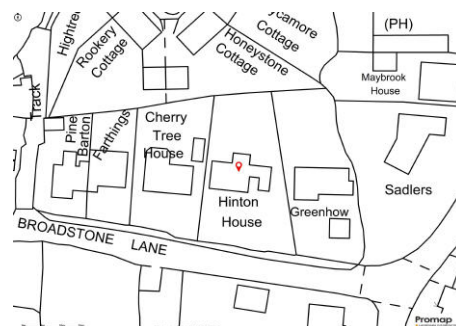 Hightree
Rookery
Cottage
Sycamore
Cottage
Honeystone
Cottage
(PH)
Maybrook
House
Track
Pine
Barton
Farthings
Cherry
Tree
House
Hinton
House
Greenhow
Sadlers
BROADSTONE LANE
Promap